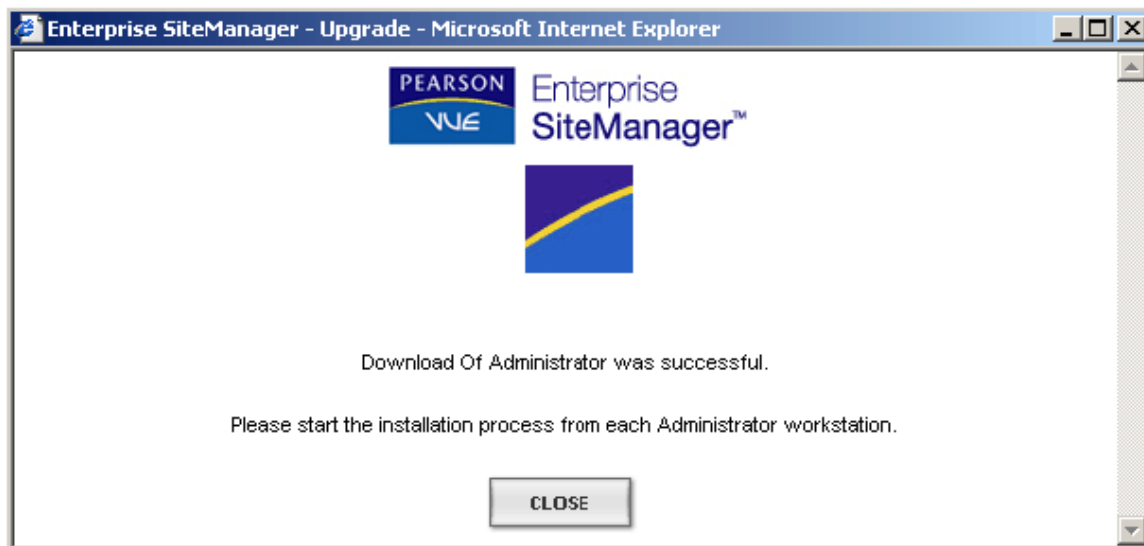 Enterprise SiteManager - Upgrade - Microsoft Internet Explorer
PEARSON
VUE
Enterprise
SiteManager™
Download Of Administrator was successful.
Please start the installation process from each Administrator workstation.
CLOSE